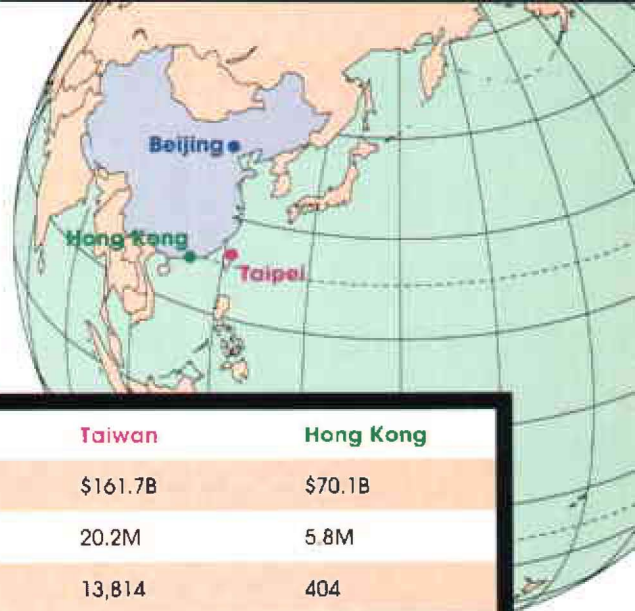 Beijing
Hong Kong
Taipei
Taiwan Hong Kong
$161.7B $70.1B
20.2M 5.8M
13,814 404